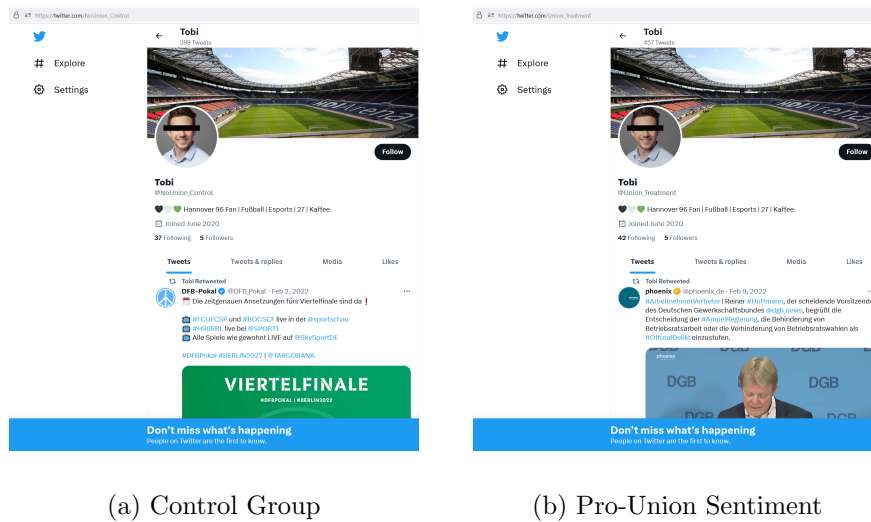 https://twitter.com/NoUnion_Control
Explore
Settings
Tobi
289 Tweets
Follow
Tobi
@NoUnion_Control
🖤🤍💚 Hannover 96 Fan | Fußball | Esports | 27 | Kaffee
Joined June 2020
37 Following 5 Followers
Tweets Tweets & replies Media Likes
Tobi Retweeted
DFB-Pokal @DFB_Pokal · Feb 2, 2022 ...
🗓️ Die zeitgenauen Ansetzungen fürs Viertelfinale sind da ❗
📺 #FCUFCSP und #BOCSCF live in der @sportschau
📺 #H96RBL live bei @SPORT1
📺 Alle Spiele wie gewohnt LIVE auf @SkySportDE
#DFBPokal #BERLIN2022 | @TARGOBANK
VIERTELFINALE
#DFBPOKAL | #BERLIN2022
Don't miss what's happening
People on Twitter are the first to know.
(a) Control Group
https://twitter.com/Union_Treatment
Explore
Settings
Tobi
457 Tweets
Follow
Tobi
@Union_Treatment
🖤🤍💚 Hannover 96 Fan | Fußball | Esports | 27 | Kaffee
Joined June 2020
42 Following 5 Followers
Tweets Tweets & replies Media Likes
Tobi Retweeted
phoenix @phoenix_de · Feb 9, 2022
#ArbeitnehmerVertreter | Reiner #Hoffmann, der scheidende Vorsitzende
des Deutschen Gewerkschaftsbundes @dgb_news, begrüßt die
Entscheidung der #AmpelRegierung, die Behinderung von
Betriebsratsarbeit oder die Verhinderung von Betriebsratswahlen als
#OffizialDelikt einzustufen.
phoenix
DGB DGB
DGB DGB
Don't miss what's happening
People on Twitter are the first to know.
(b) Pro-Union Sentiment